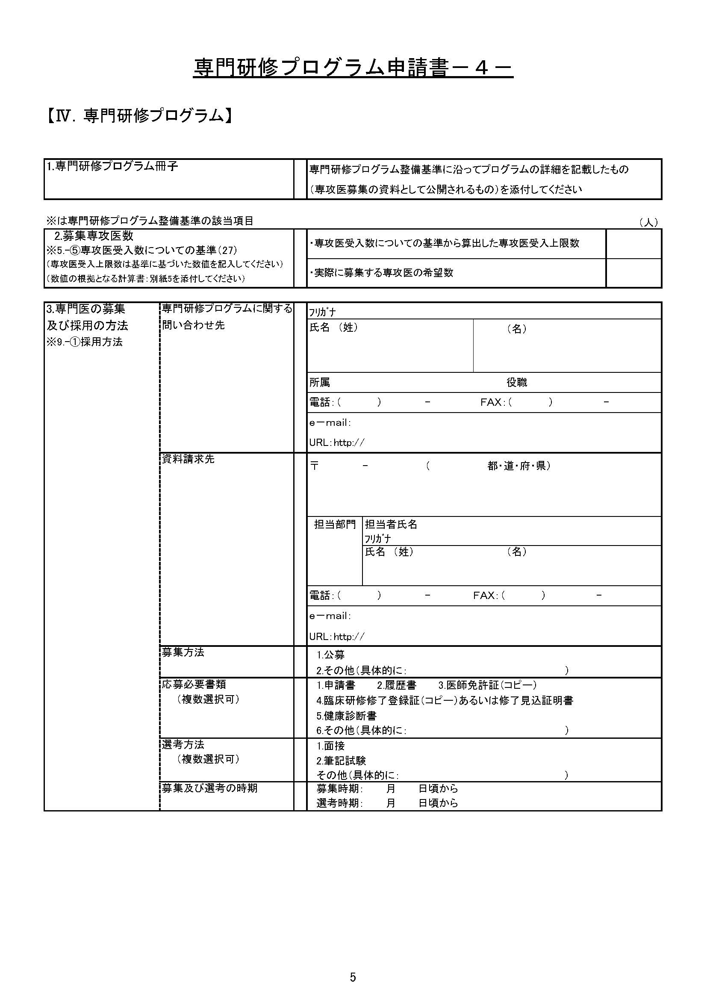 専門研修プログラム申請書－４－
【Ⅳ．専門研修プログラム】
1.専門研修プログラム冊子
専門研修プログラム整備基準に沿ってプログラムの詳細を記載したもの
（専攻医募集の資料として公開されるもの）を添付してください
※は専門研修プログラム整備基準の該当項目
（人）
2.募集専攻医数
※5.-⑤専攻医受入数についての基準（27）
（専攻医受入上限数は基準に基づいた数値を記入してください）
（数値の根拠となる計算書：別紙5を添付してください）
・専攻医受入数についての基準から算出した専攻医受入上限数
・実際に募集する専攻医の希望数
3.専門医の募集
及び採用の方法
※9.-①採用方法
専門研修プログラムに関する
問い合わせ先
ﾌﾘｶﾞﾅ
氏名 （姓） （名）
所属 役職
電話：（ ） － FAX：（ ） －
e－mail：
URL：http://
資料請求先
〒 － （ 都・道・府・県）
担当部門
担当者氏名
ﾌﾘｶﾞﾅ
氏名 （姓） （名）
電話：（ ） － FAX：（ ） －
e－mail：
URL：http://
募集方法
1.公募
2.その他（具体的に： ）
応募必要書類
（複数選択可）
1.申請書 2.履歴書 3.医師免許証（コピー）
4.臨床研修修了登録証（コピー）あるいは修了見込証明書
5.健康診断書
6.その他（具体的に： ）
選考方法
（複数選択可）
1.面接
2.筆記試験
その他（具体的に： ）
募集及び選考の時期
募集時期： 月 日頃から
選考時期： 月 日頃から
5